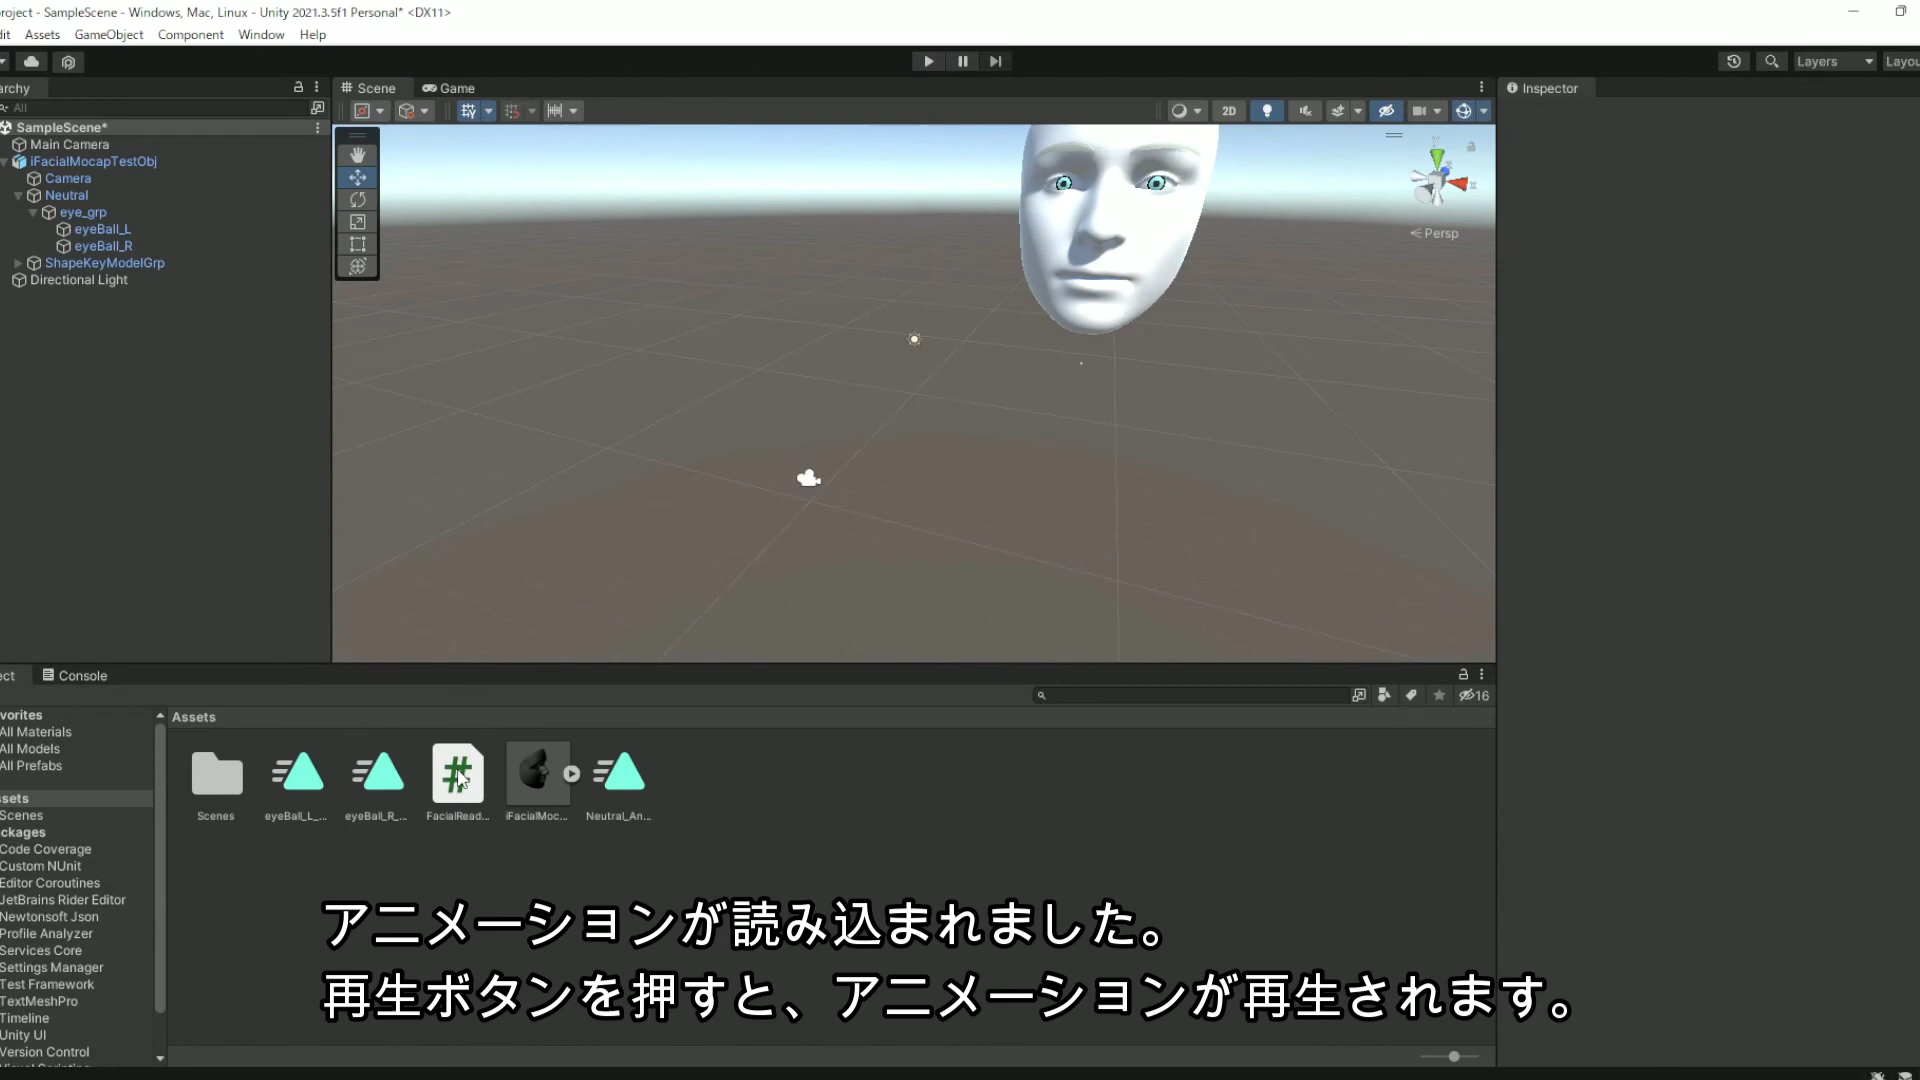 roject - SampleScene - Windows, Mac, Linux - Unity 2021.3.5f1 Personal* <DX11>
dit Assets GameObject Component Window Help
Layers Layou
archy
Scene Game
Inspector
All
2D
SampleScene*
Main Camera
iFacialMocapTestObj
Camera
Neutral
eye_grp
eyeBall_L
eyeBall_R
ShapeKeyModelGrp
Directional Light
y
z
x
Persp
ect Console
16
vorites
All Materials
All Models
All Prefabs
ssets
Scenes
ckages
Code Coverage
Custom NUnit
Editor Coroutines
JetBrains Rider Editor
Newtonsoft Json
Profile Analyzer
Services Core
Settings Manager
Test Framework
TextMeshPro
Timeline
Unity UI
Version Control
Assets
Scenes eyeBall_L_... eyeBall_R_... FacialRead... iFacialMoc... Neutral_An...
アニメーションが読み込まれました。
再生ボタンを押すと、アニメーションが再生されます。